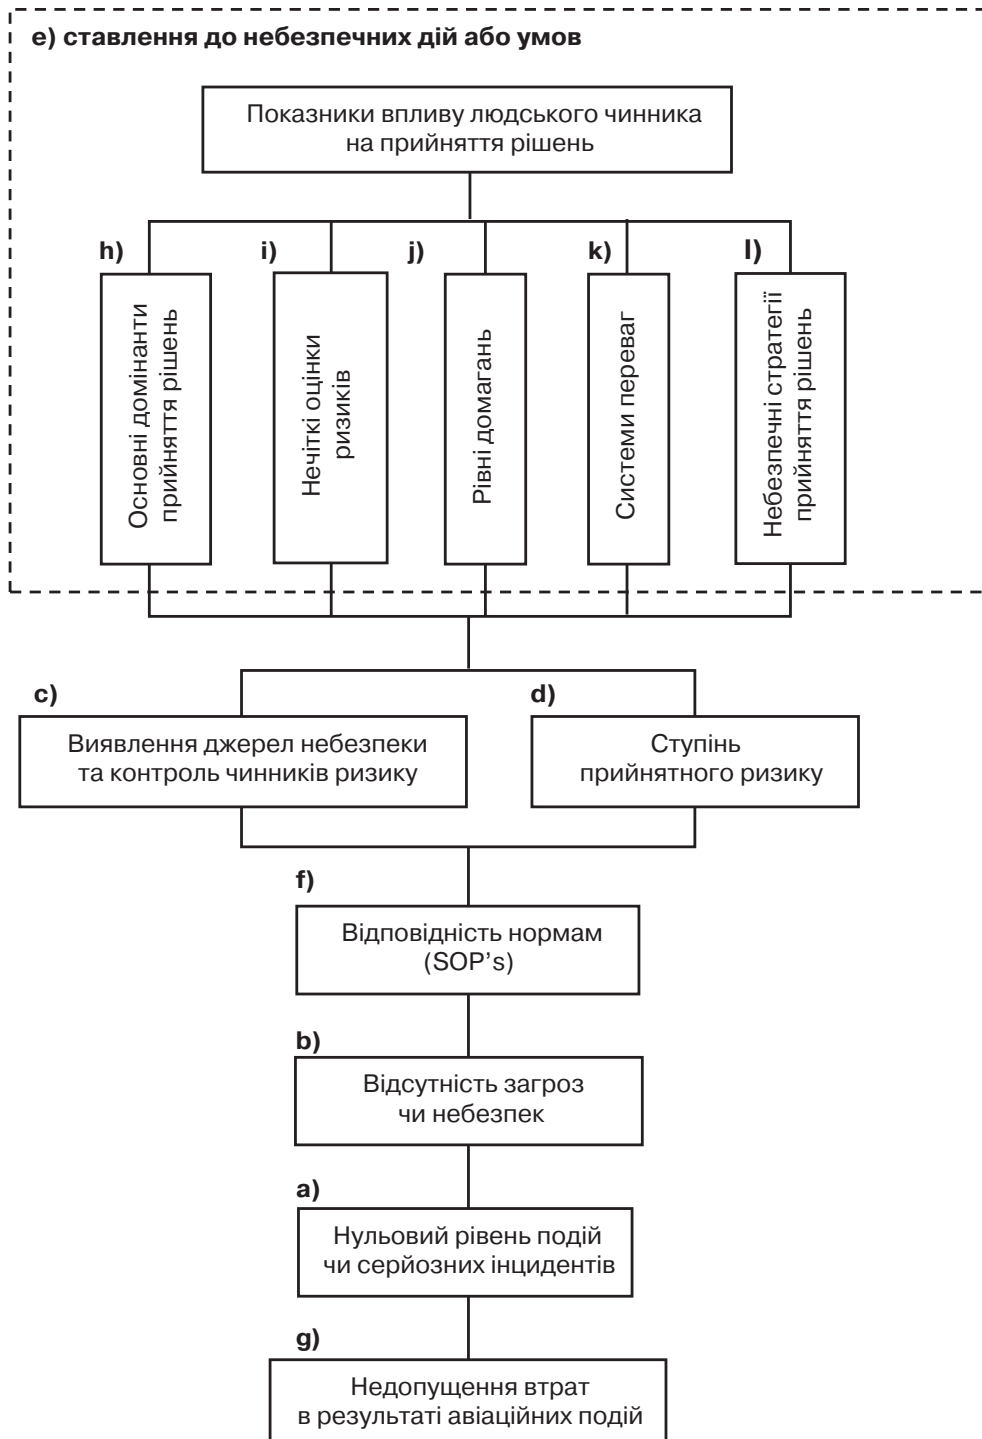 e) ставлення до небезпечних дій або умов
Показники впливу людського чинника
на прийняття рішень
h)
i)
j)
k)
l)
Основні домінанти
прийняття рішень
Нечіткі оцінки
ризиків
Рівні домагань
Системи переваг
Небезпечні стратегії
прийняття рішень
c)
d)
Виявлення джерел небезпеки
та контроль чинників ризику
Ступінь
прийнятного ризику
f)
Відповідність нормам
(SOP’s)
b)
Відсутність загроз
чи небезпек
a)
Нульовий рівень подій
чи серйозних інцидентів
g)
Недопущення втрат
в результаті авіаційних подій